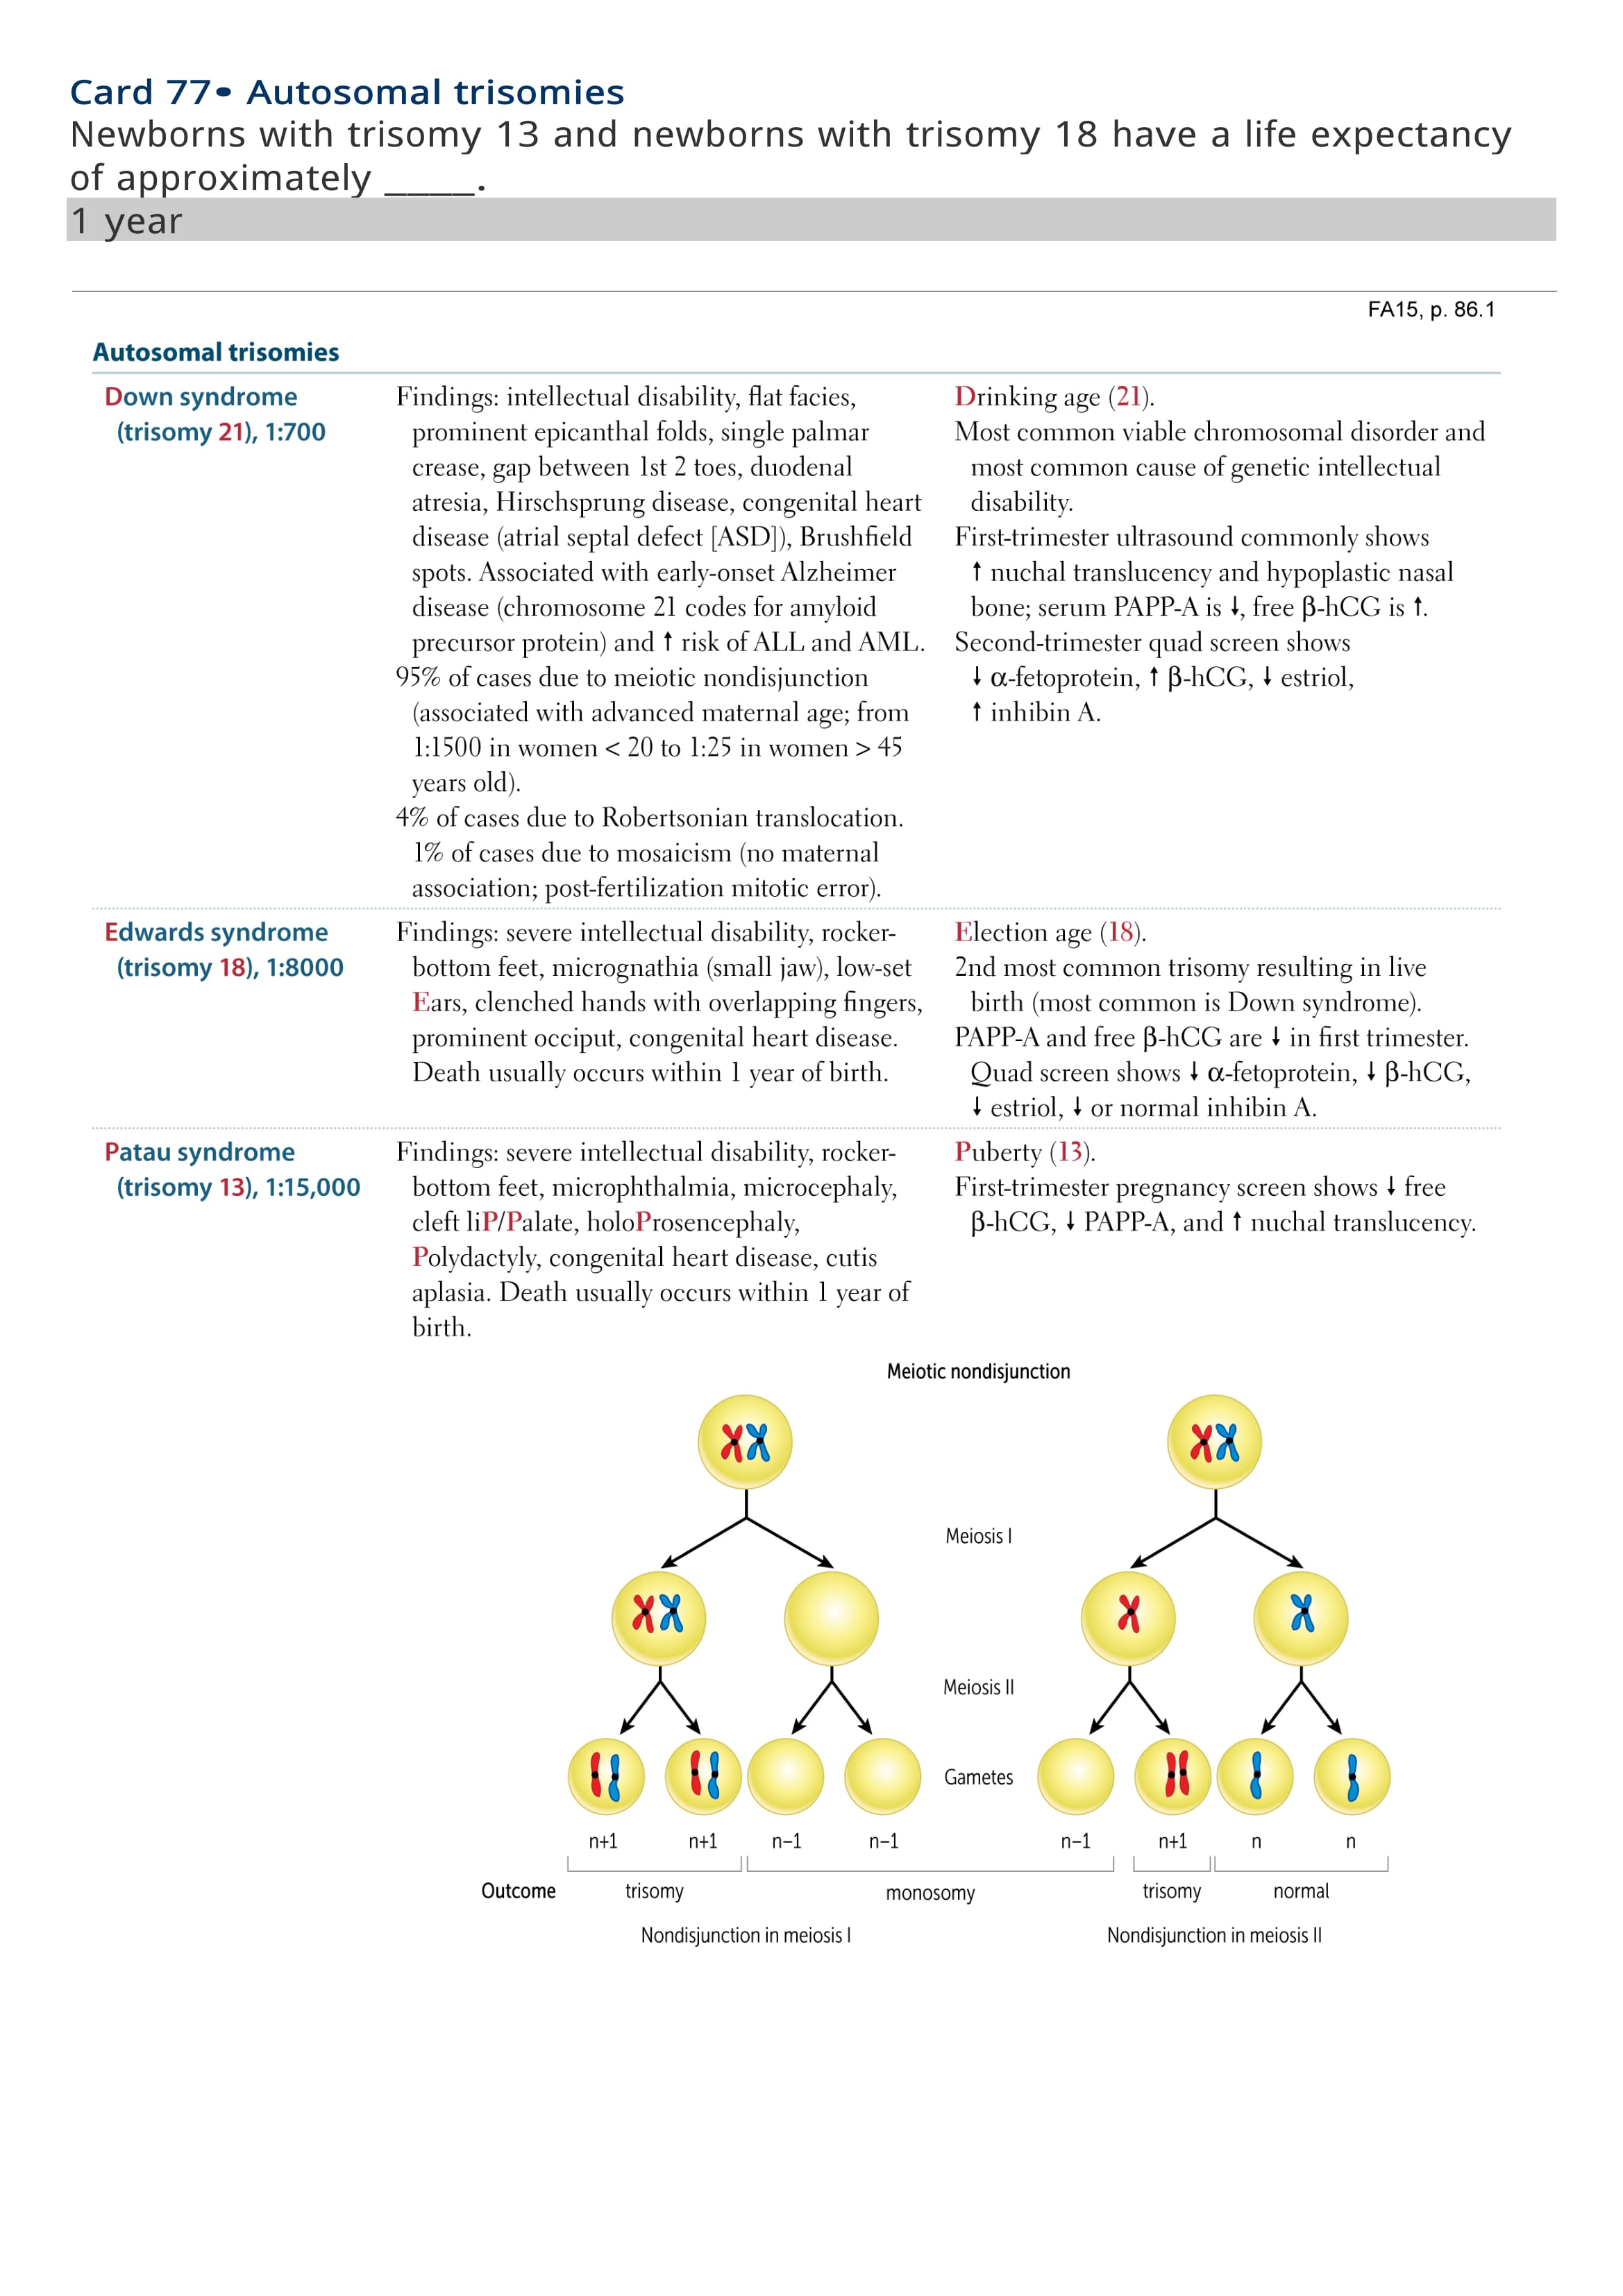 Card 77• Autosomal trisomies
Newborns with trisomy 13 and newborns with trisomy 18 have a life expectancy
of approximately ____.
1 year
FA15, p. 86.1
Autosomal trisomies
Down syndrome
(trisomy 21), 1:700
Findings: intellectual disability, flat facies,
prominent epicanthal folds, single palmar
crease, gap between 1st 2 toes, duodenal
atresia, Hirschsprung disease, congenital heart
disease (atrial septal defect [ASD]), Brushfield
spots. Associated with early-onset Alzheimer
disease (chromosome 21 codes for amyloid
precursor protein) and ↑ risk of ALL and AML.
95% of cases due to meiotic nondisjunction
(associated with advanced maternal age; from
1:1500 in women < 20 to 1:25 in women > 45
years old).
4% of cases due to Robertsonian translocation.
1% of cases due to mosaicism (no maternal
association; post-fertilization mitotic error).
Drinking age (21).
Most common viable chromosomal disorder and
most common cause of genetic intellectual
disability.
First-trimester ultrasound commonly shows
↑ nuchal translucency and hypoplastic nasal
bone; serum PAPP-A is ↓, free β-hCG is ↑.
Second-trimester quad screen shows
↓ α-fetoprotein, ↑ β-hCG, ↓ estriol,
↑ inhibin A.
Edwards syndrome
(trisomy 18), 1:8000
Findings: severe intellectual disability, rocker-
bottom feet, micrognathia (small jaw), low-set
Ears, clenched hands with overlapping fingers,
prominent occiput, congenital heart disease.
Death usually occurs within 1 year of birth.
Election age (18).
2nd most common trisomy resulting in live
birth (most common is Down syndrome).
PAPP-A and free β-hCG are ↓ in first trimester.
Quad screen shows ↓ α-fetoprotein, ↓ β-hCG,
↓ estriol, ↓ or normal inhibin A.
Patau syndrome
(trisomy 13), 1:15,000
Findings: severe intellectual disability, rocker-
bottom feet, microphthalmia, microcephaly,
cleft liP/Palate, holoProsencephaly,
Polydactyly, congenital heart disease, cutis
aplasia. Death usually occurs within 1 year of
birth.
Puberty (13).
First-trimester pregnancy screen shows ↓ free
β-hCG, ↓ PAPP-A, and ↑ nuchal translucency.
Meiotic nondisjunction
Meiosis I
Meiosis II
Gametes
n+1 n+1 n−1 n−1 n−1 n+1 n n
Outcome trisomy monosomy trisomy normal
Nondisjunction in meiosis I Nondisjunction in meiosis II